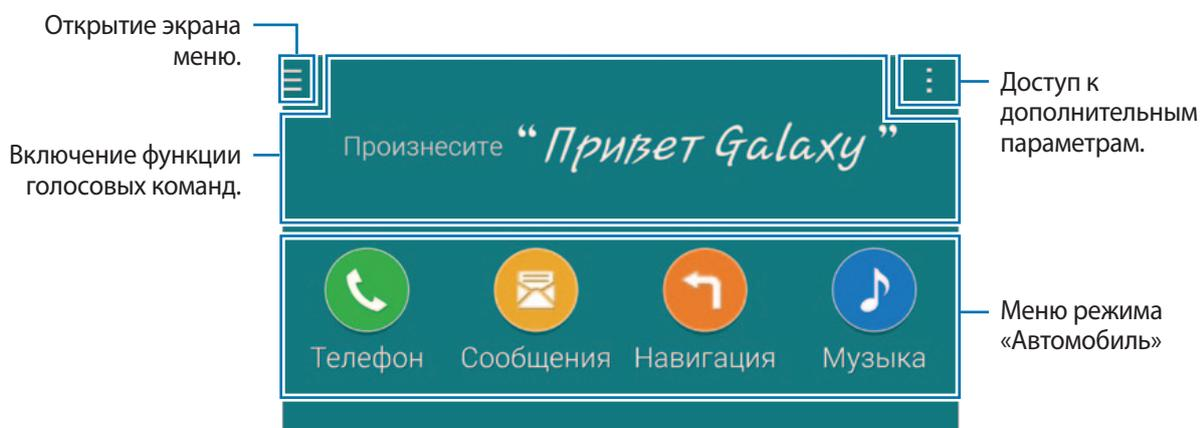 Открытие экрана
меню.
Включение функции
голосовых команд.
Произнесите “Привет Galaxy”
Доступ к
дополнительным
параметрам.
Телефон Сообщения Навигация Музыка
Меню режима
«Автомобиль»